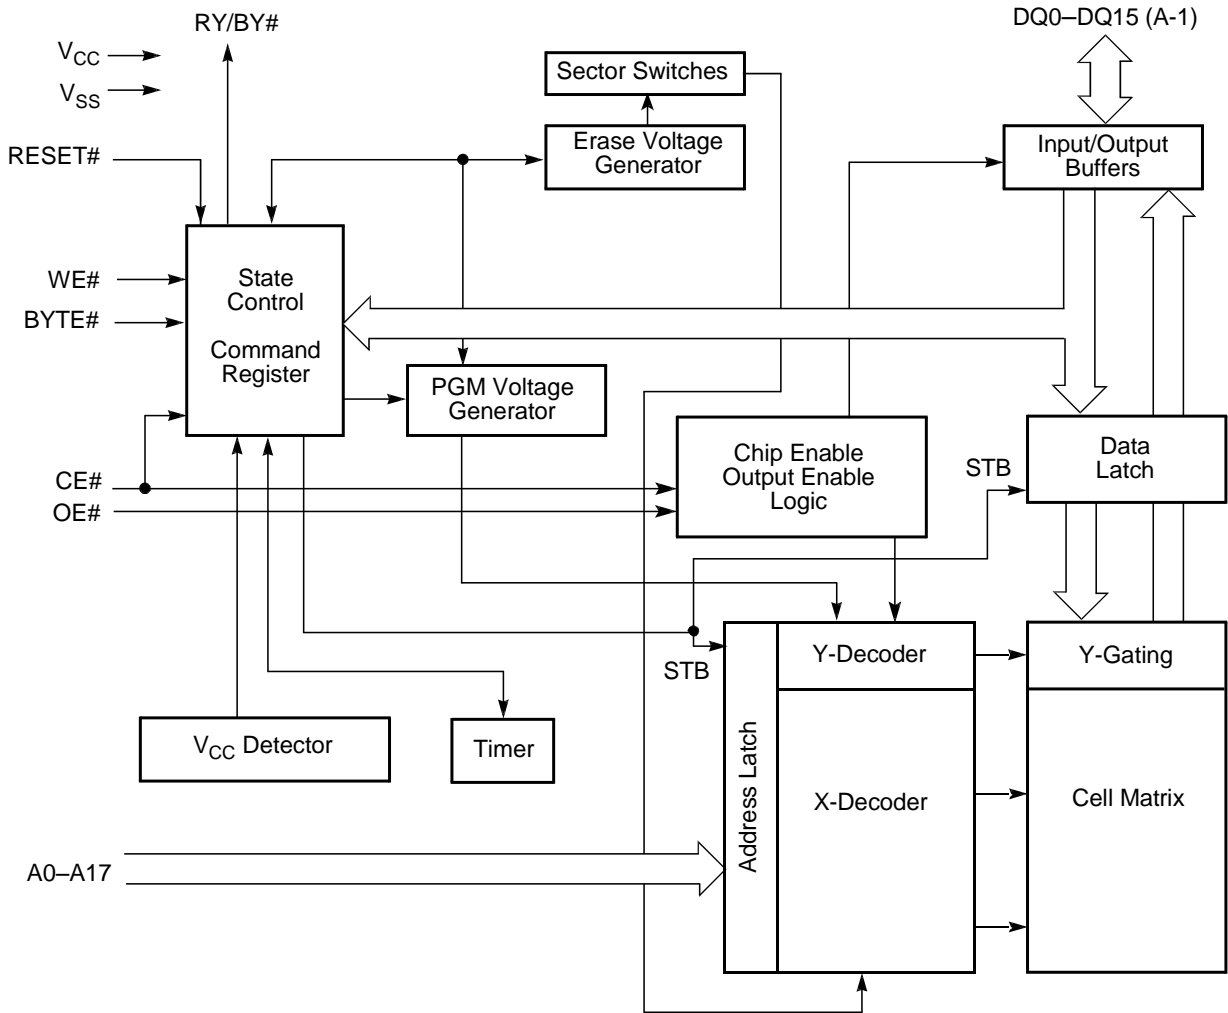 RY/BY#
DQ0–DQ15 (A-1)
VCC
VSS
Sector Switches
RESET#
Erase Voltage
Generator
Input/Output
Buffers
WE#
BYTE#
State
Control
Command
Register
PGM Voltage
Generator
Chip Enable
Output Enable
Logic
STB
Data
Latch
CE#
OE#
STB
Y-Decoder
Y-Gating
VCC Detector
Timer
Address Latch
X-Decoder
Cell Matrix
A0–A17